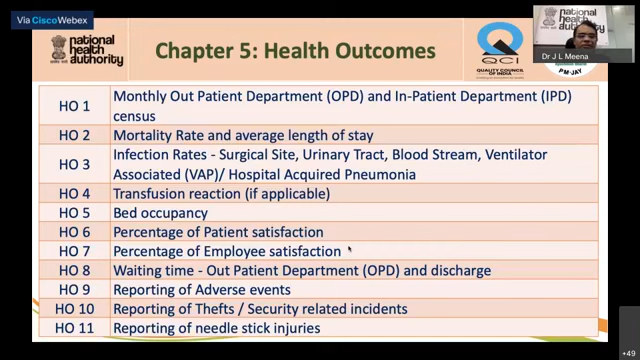 Via Cisco Webex
national
health
authority
Chapter 5: Health Outcomes
QCI
QUALITY COUNCIL
OF INDIA
PM-JAY
national
health
authority
Dr J L Meena
HO 1 Monthly Out Patient Department (OPD) and In-Patient Department (IPD)
census
HO 2 Mortality Rate and average length of stay
HO 3 Infection Rates - Surgical Site, Urinary Tract, Blood Stream, Ventilator
Associated (VAP)/ Hospital Acquired Pneumonia
HO 4 Transfusion reaction (if applicable)
HO 5 Bed occupancy
HO 6 Percentage of Patient satisfaction
HO 7 Percentage of Employee satisfaction
HO 8 Waiting time - Out Patient Department (OPD) and discharge
HO 9 Reporting of Adverse events
HO 10 Reporting of Thefts / Security related incidents
HO 11 Reporting of needle stick injuries
+49